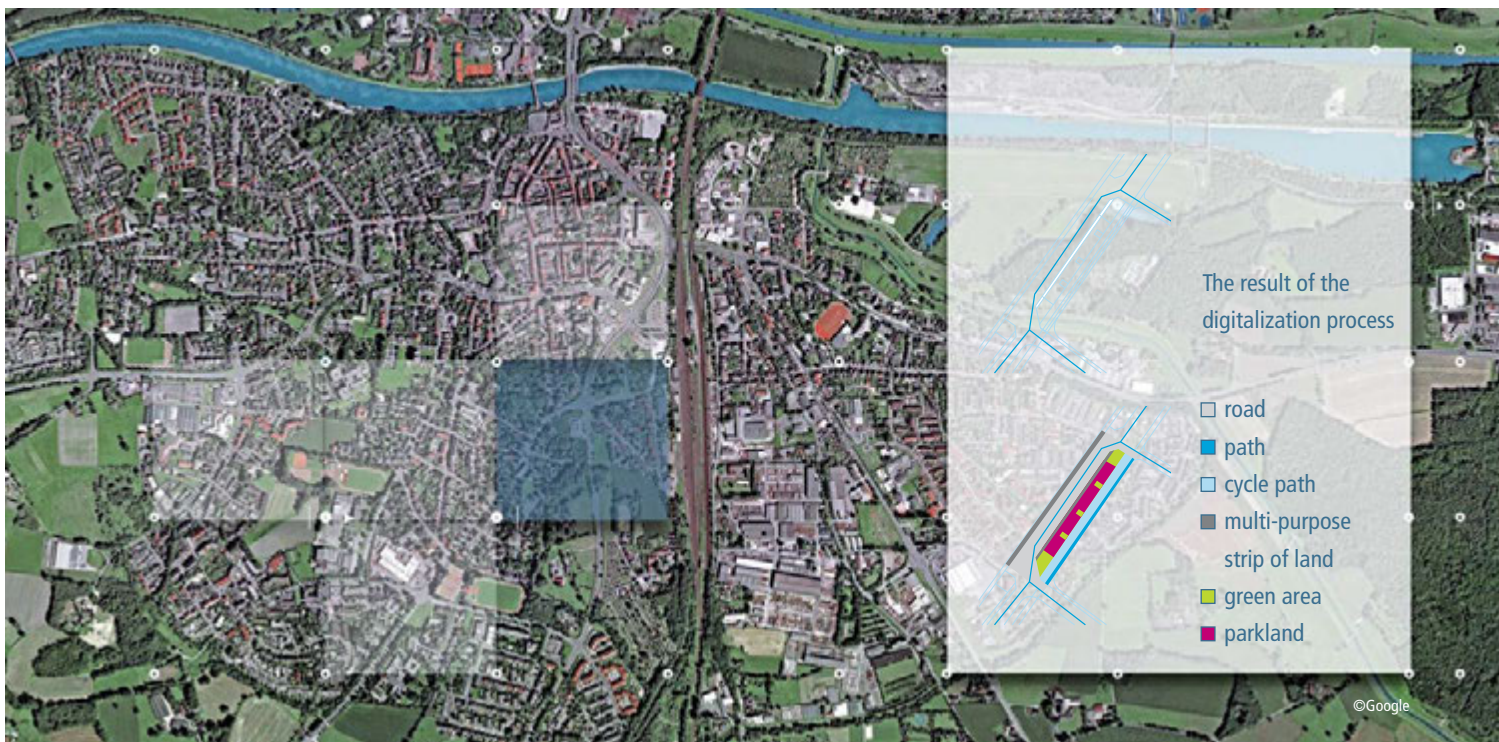 The result of the
digitalization process
road
path
cycle path
multi-purpose
strip of land
green area
parkland
©Google